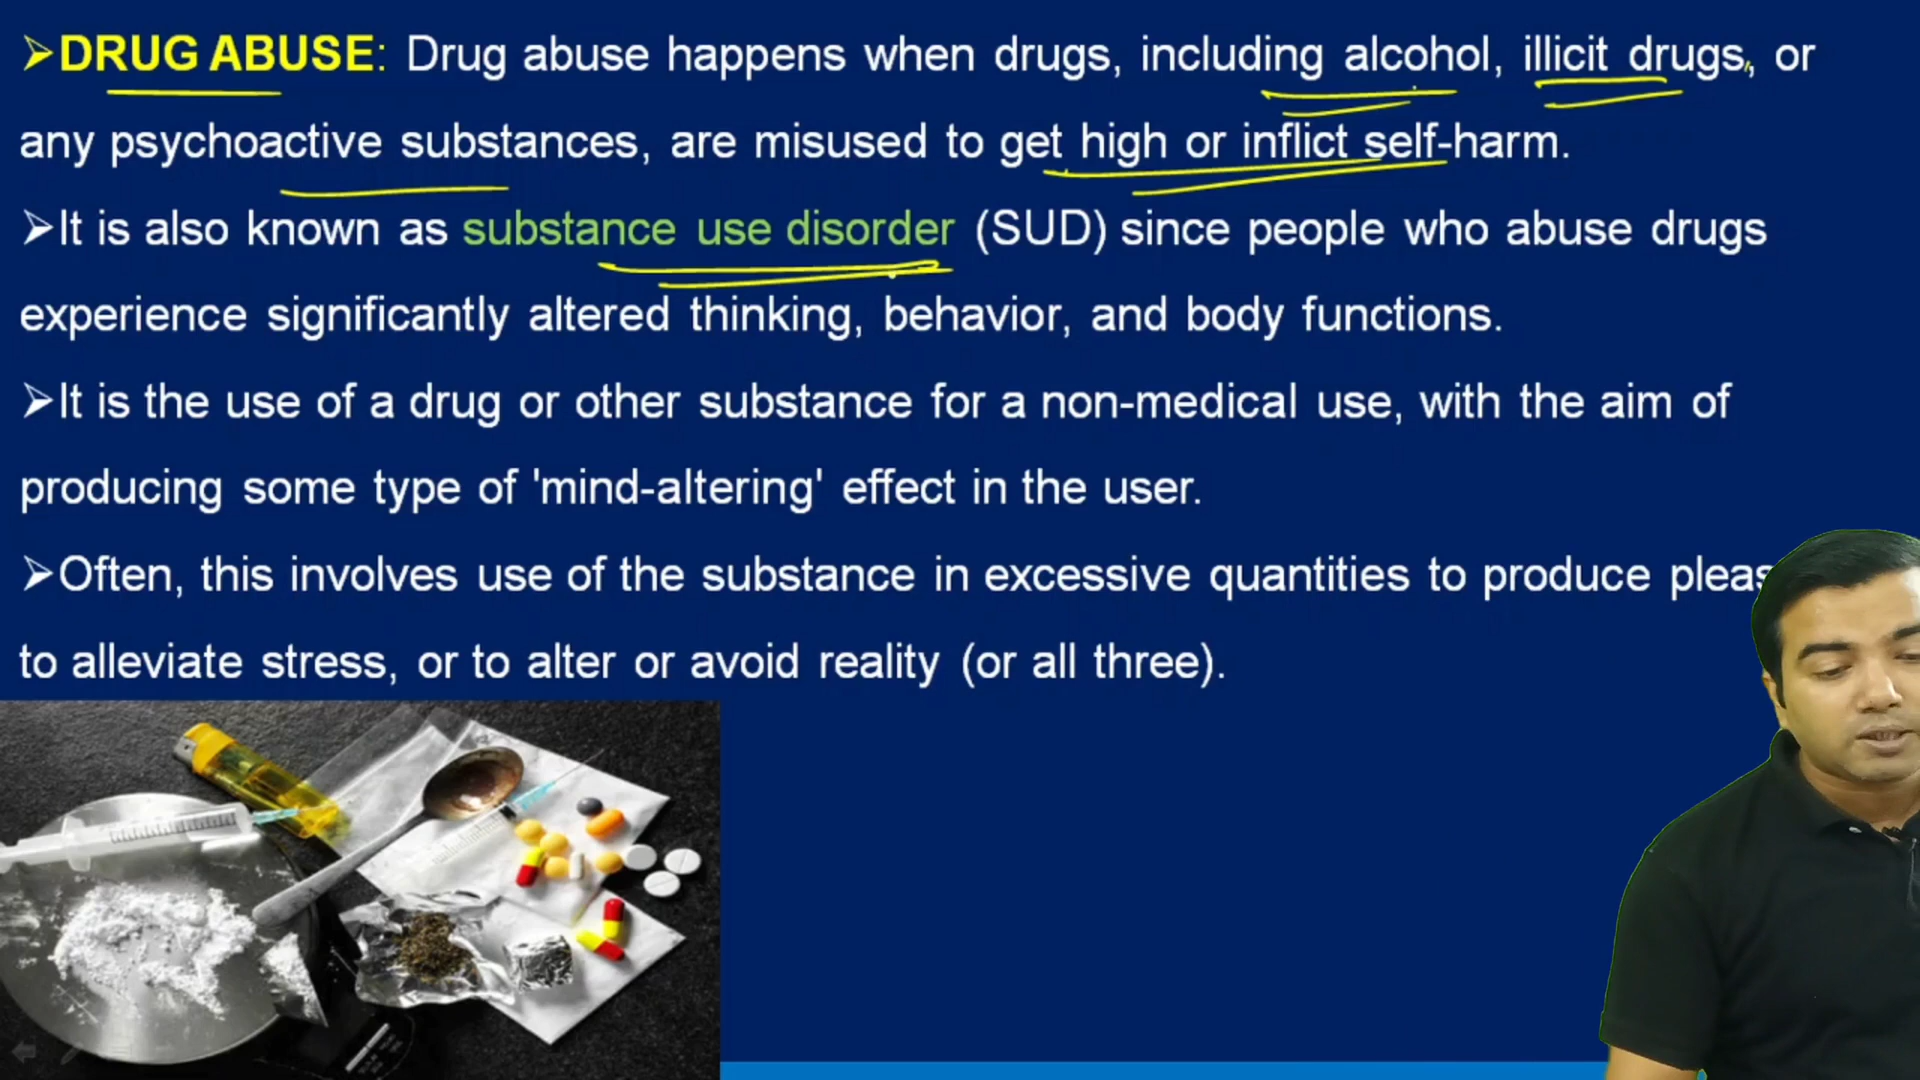 ➢DRUG ABUSE: Drug abuse happens when drugs, including alcohol, illicit drugs, or
any psychoactive substances, are misused to get high or inflict self-harm.
➢It is also known as substance use disorder (SUD) since people who abuse drugs
experience significantly altered thinking, behavior, and body functions.
➢It is the use of a drug or other substance for a non-medical use, with the aim of
producing some type of 'mind-altering' effect in the user.
➢Often, this involves use of the substance in excessive quantities to produce
to alleviate stress, or to alter or avoid reality (or all three).